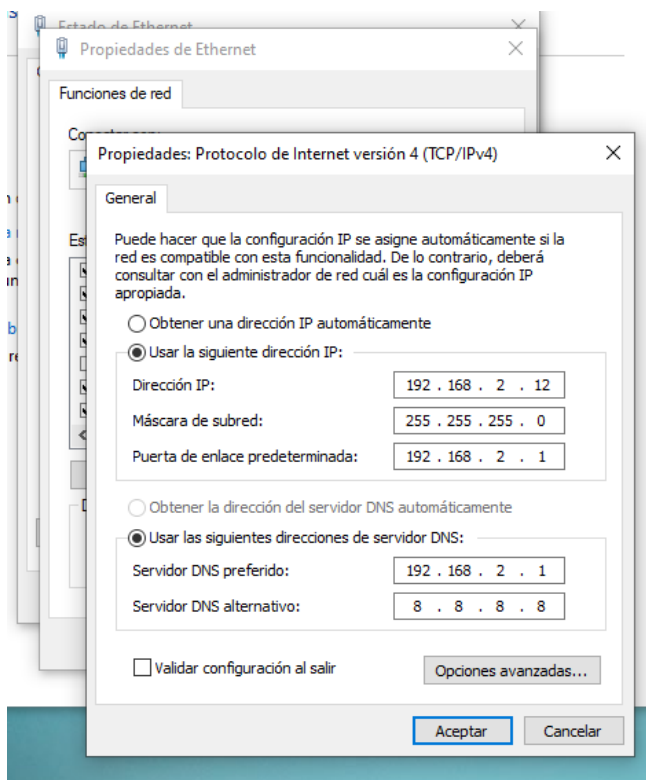 Estado de Ethernet
Propiedades de Ethernet
Funciones de red
Propiedades: Protocolo de Internet versión 4 (TCP/IPv4)
General
Puede hacer que la configuración IP se asigne automáticamente si la
red es compatible con esta funcionalidad. De lo contrario, deberá
consultar con el administrador de red cuál es la configuración IP
apropiada.
Obtener una dirección IP automáticamente
Usar la siguiente dirección IP:
Dirección IP: 192 . 168 . 2 . 12
Máscara de subred: 255 . 255 . 255 . 0
Puerta de enlace predeterminada: 192 . 168 . 2 . 1
Obtener la dirección del servidor DNS automáticamente
Usar las siguientes direcciones de servidor DNS:
Servidor DNS preferido: 192 . 168 . 2 . 1
Servidor DNS alternativo: 8 . 8 . 8 . 8
Validar configuración al salir
Opciones avanzadas...
Aceptar Cancelar